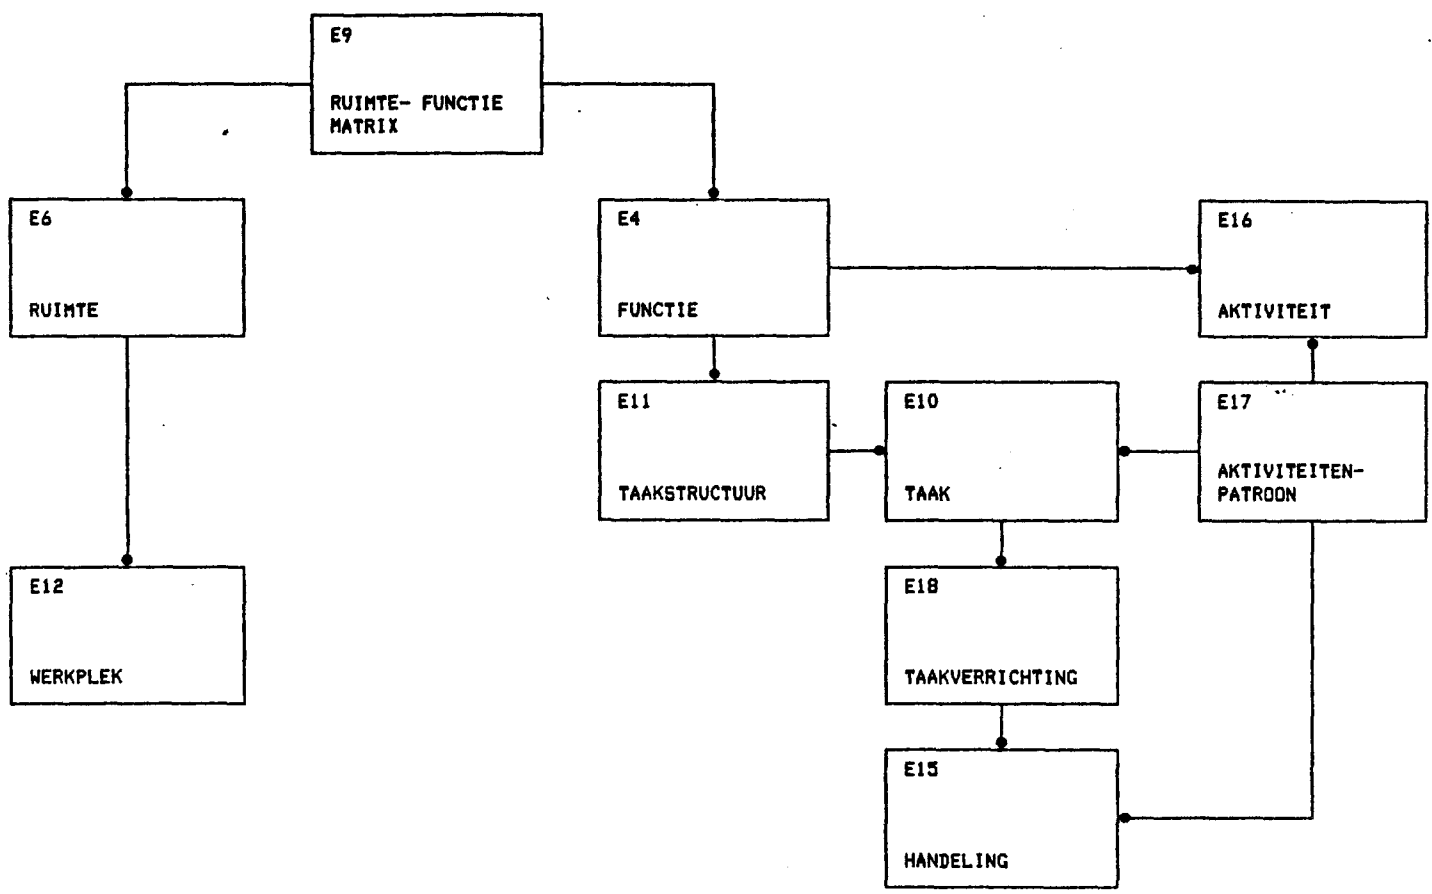 E9
RUIMTE- FUNCTIE
MATRIX
E6
RUIMTE
E4
FUNCTIE
E16
AKTIVITEIT
E11
TAAKSTRUCTUUR
E10
TAAK
E17
AKTIVITEITEN-
PATROON
E12
WERKPLEK
E18
TAAKVERRICHTING
E15
HANDELING